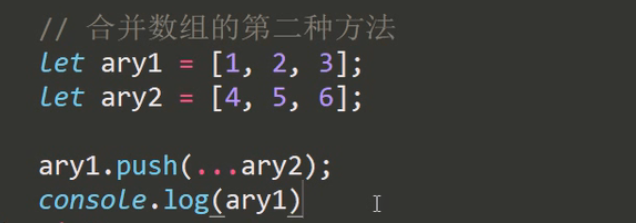 // 合并数组的第二种方法
let ary1 = [1, 2, 3];
let ary2 = [4, 5, 6];
ary1.push(...ary2);
console.log(ary1)